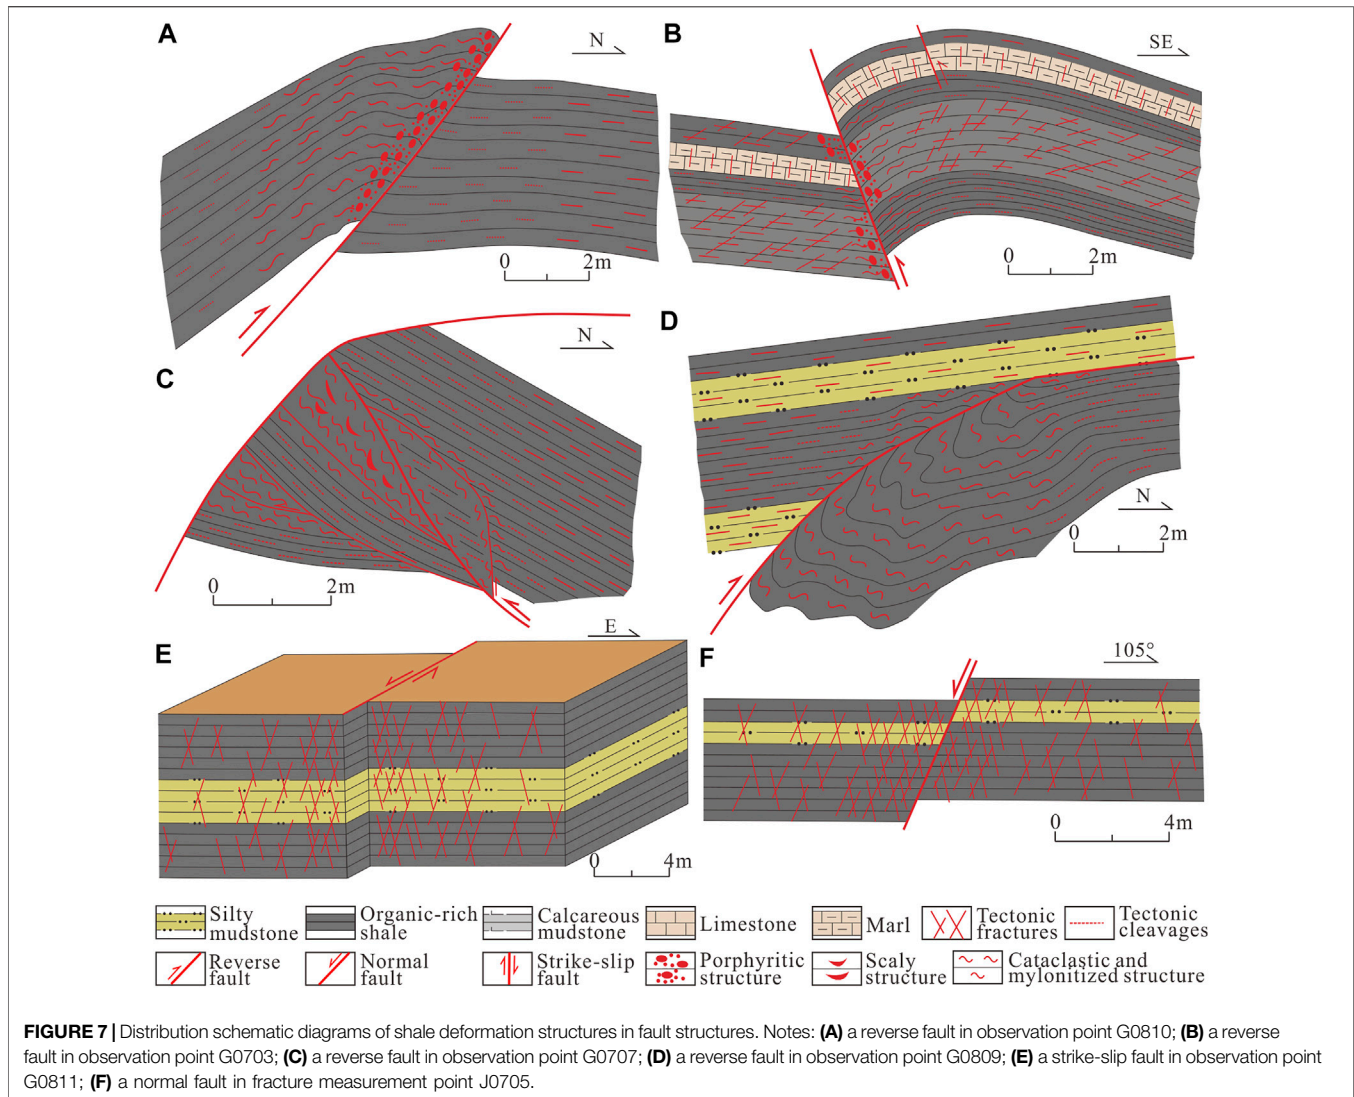 A
N
0 2m
B
SE
0 2m
C
N
0 2m
D
N
0 2m
E
E
0 4m
F
105°
0 4m
Silty mudstone
Organic-rich shale
Calcareous mudstone
Limestone
Marl
Tectonic fractures
Tectonic cleavages
Reverse fault
Normal fault
Strike-slip fault
Porphyritic structure
Scaly structure
Cataclastic and mylonitized structure
FIGURE 7 | Distribution schematic diagrams of shale deformation structures in fault structures. Notes: (A) a reverse fault in observation point G0810; (B) a reverse
fault in observation point G0703; (C) a reverse fault in observation point G0707; (D) a reverse fault in observation point G0809; (E) a strike-slip fault in observation point
G0811; (F) a normal fault in fracture measurement point J0705.